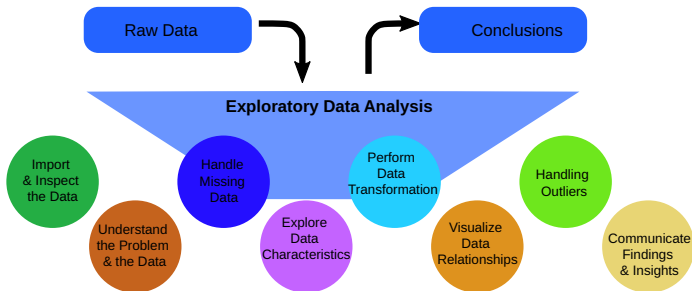 Raw Data
Conclusions
Exploratory Data Analysis
Import
& Inspect
the Data
Understand
the Problem
& the Data
Handle
Missing
Data
Explore
Data
Characteristics
Perform
Data
Transformation
Visualize
Data
Relationships
Handling
Outliers
Communicate
Findings
& Insights